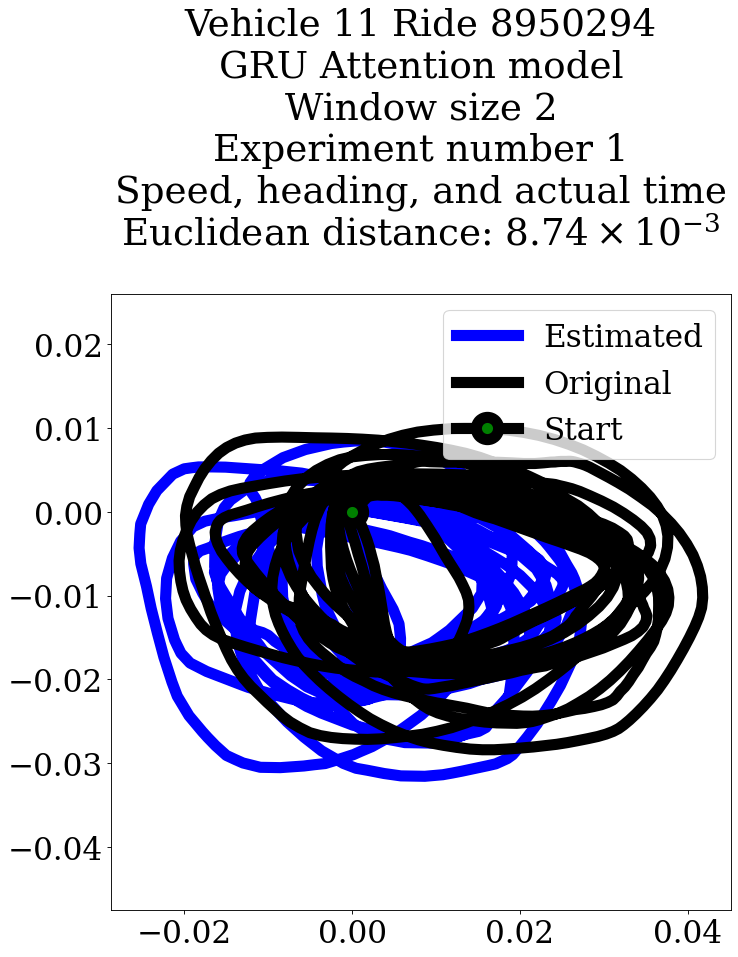 Vehicle 11 Ride 8950294
GRU Attention model
Window size 2
Experiment number 1
Speed, heading, and actual time
Euclidean distance: 8.74 × 10⁻³
Estimated
Original
Start
0.02
0.01
0.00
−0.01
−0.02
−0.03
−0.04
−0.02 0.00 0.02 0.04